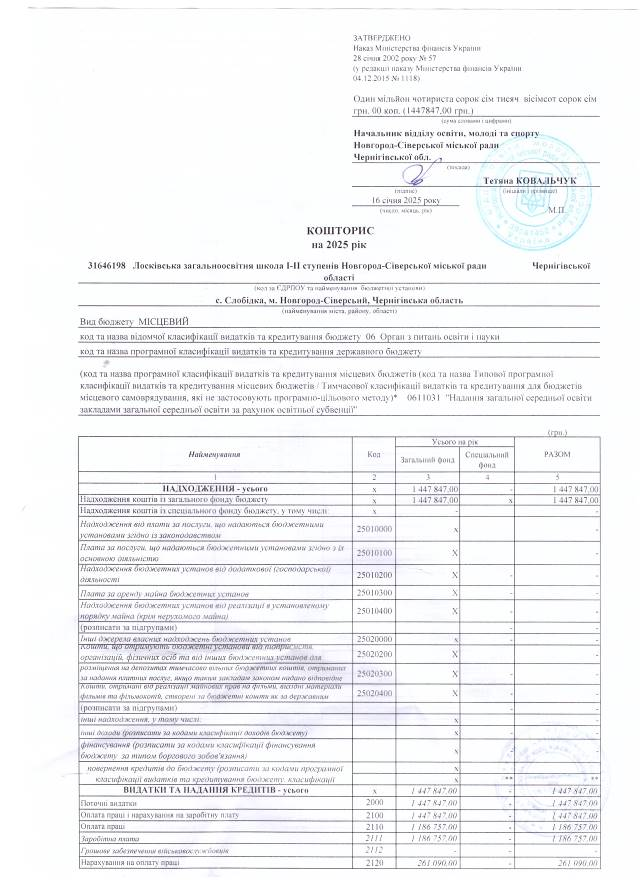 ЗАТВЕРДЖЕНО
Наказ Міністерства фінансів України
28 січня 2002 року № 57
(у редакції наказу Міністерства фінансів України
04.12.2015 № 1118)
Один мільйон чотириста сорок сім тисяч вісімсот сорок сім
грн. 00 коп. (1447847,00 грн.)
(сума словами і цифрами)
Начальник відділу освіти, молоді та спорту
Новгород-Сіверської міської ради
Чернігівської обл.
(посада)
Тетяна КОВАЛЬЧУК
(підпис) (ініціали і прізвище)
16 січня 2025 року
(число, місяць, рік) М.П.
КОШТОРИС
на 2025 рік
31646198 Лосківська загальноосвітня школа І-ІІ ступенів Новгород-Сіверської міської ради Чернігівської
області
(код за ЄДРПОУ та найменування бюджетної установи)
с. Слобідка, м. Новгород-Сіверсьий, Чернігівська область
(найменування міста, району, області)
Вид бюджету МІСЦЕВИЙ
код та назва відомчої класифікації видатків та кредитування бюджету 06 Орган з питань освіти і науки
код та назва програмної класифікації видатків та кредитування державного бюджету
(код та назва програмної класифікації видатків та кредитування місцевих бюджетів (код та назва Типової програмної
класифікації видатків та кредитування місцевих бюджетів / Тимчасової класифікації видатків та кредитування для бюджетів
місцевого самоврядування, які не застосовують програмно-цільового методу)* 0611031 "Надання загальної середньої освіти
закладами загальної середньої освіти за рахунок освітньої субвенції"
(грн.)
Найменування Код Усього на рік РАЗОМ
Загальний фонд Спеціальний фонд
1 2 3 4 5
НАДХОДЖЕННЯ - усього х 1 447 847,00 - 1 447 847,00
Надходження коштів із загального фонду бюджету х 1 447 847,00 х 1 447 847,00
Надходження коштів із спеціального фонду бюджету, у тому числі: х - -
Надходження від плати за послуги, що надаються бюджетними
установами згідно із законодавством 25010000 х - -
Плата за послуги, що надаються бюджетними установами згідно з їх
основною діяльністю 25010100 Х - -
Надходження бюджетних установ від додаткової (господарської)
діяльності 25010200 Х - -
Плата за оренду майна бюджетних установ 25010300 Х - -
Надходження бюджетних установ від реалізації в установленому
порядку майна (крім нерухомого майна) 25010400 Х - -
(розписати за підгрупами) - -
Інші джерела власних надходжень бюджетних установ 25020000 х - -
Кошти, що отримують бюджетні установи від підприємств,
організацій, фізичних осіб та від інших бюджетних установ для 25020200 Х - -
розміщення на депозитах тимчасово вільних бюджетних коштів, отриманих
за надання платних послуг, якщо таким закладам законом надано відповідне 25020300 Х - -
Кошти, отримані від реалізації майнових прав на фільми, вихідні матеріали
фільмів та фільмокопій, створені за бюджетні кошти як за державним 25020400 Х - -
(розписати за підгрупами) - -
інші надходження, у тому числі: х - -
інші доходи (розписати за кодами класифікації доходів бюджету) х - -
фінансування (розписати за кодами класифікації фінансування
бюджету за типом боргового зобов'язання) х - -
повернення кредитів до бюджету (розписати за кодами програмної
класифікації видатків та кредитування бюджету, класифікації х ** **
ВИДАТКИ ТА НАДАННЯ КРЕДИТІВ - усього х 1 447 847,00 - 1 447 847,00
Поточні видатки 2000 1 447 847,00 - 1 447 847,00
Оплата праці і нарахування на заробітну плату 2100 1 447 847,00 - 1 447 847,00
Оплата праці 2110 1 186 757,00 - 1 186 757,00
Заробітна плата 2111 1 186 757,00 - 1 186 757,00
Грошове забезпечення військовослужбовців 2112 - - -
Нарахування на оплату праці 2120 261 090,00 - 261 090,00